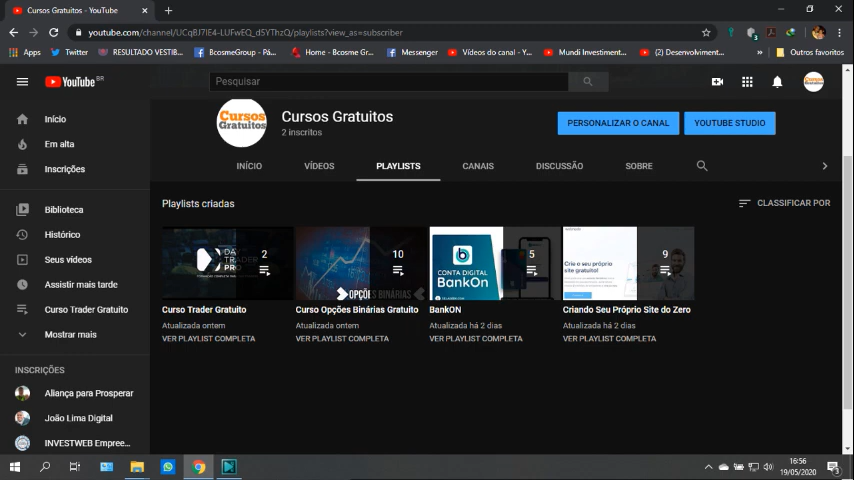 Cursos Gratuitos - YouTube
youtube.com/channel/UCqBJ7IE4-LUFwEQ_d5YThzQ/playlists?view_as=subscriber
Apps
Twitter
RESULTADO VESTIB...
BcosmeGroup - Pá...
Home - Bcosme Gr...
Messenger
Vídeos do canal - Y...
Mundi Investiment...
(2) Desenvolviment...
Outros favoritos
YouTube BR
Pesquisar
Cursos Gratuitos
Início
Em alta
Inscrições
Biblioteca
Histórico
Seus vídeos
Assistir mais tarde
Curso Trader Gratuito
Mostrar mais
INSCRIÇÕES
Aliança para Prosperar
João Lima Digital
INVESTWEB Empree...
Cursos Gratuitos
Cursos Gratuitos
2 inscritos
PERSONALIZAR O CANAL
YOUTUBE STUDIO
INÍCIO
VÍDEOS
PLAYLISTS
CANAIS
DISCUSSÃO
SOBRE
Playlists criadas
CLASSIFICAR POR
DAY
TRADER
PRO
2
OPÇÕES BINÁRIAS
10
CONTA DIGITAL
BankOn
5
Crie o seu próprio
site gratuito!
9
Curso Trader Gratuito
Atualizada ontem
VER PLAYLIST COMPLETA
Curso Opções Binárias Gratuito
Atualizada ontem
VER PLAYLIST COMPLETA
BankON
Atualizada há 2 dias
VER PLAYLIST COMPLETA
Criando Seu Próprio Site do Zero
Atualizada há 2 dias
VER PLAYLIST COMPLETA
16:56
19/05/2020
3